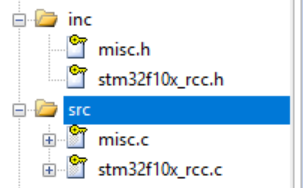 inc
misc.h
stm32f10x_rcc.h
src
misc.c
stm32f10x_rcc.c